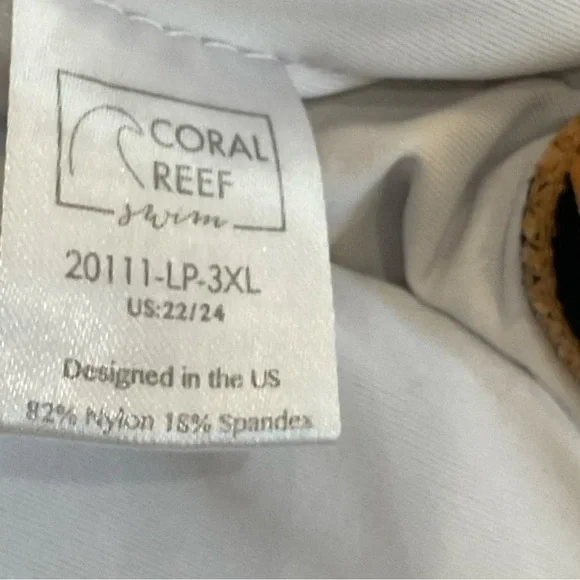 CORAL
REEF
swim
20111-LP-3XL
US:22/24
Designed in the US
82% Nylon 18% Spandex